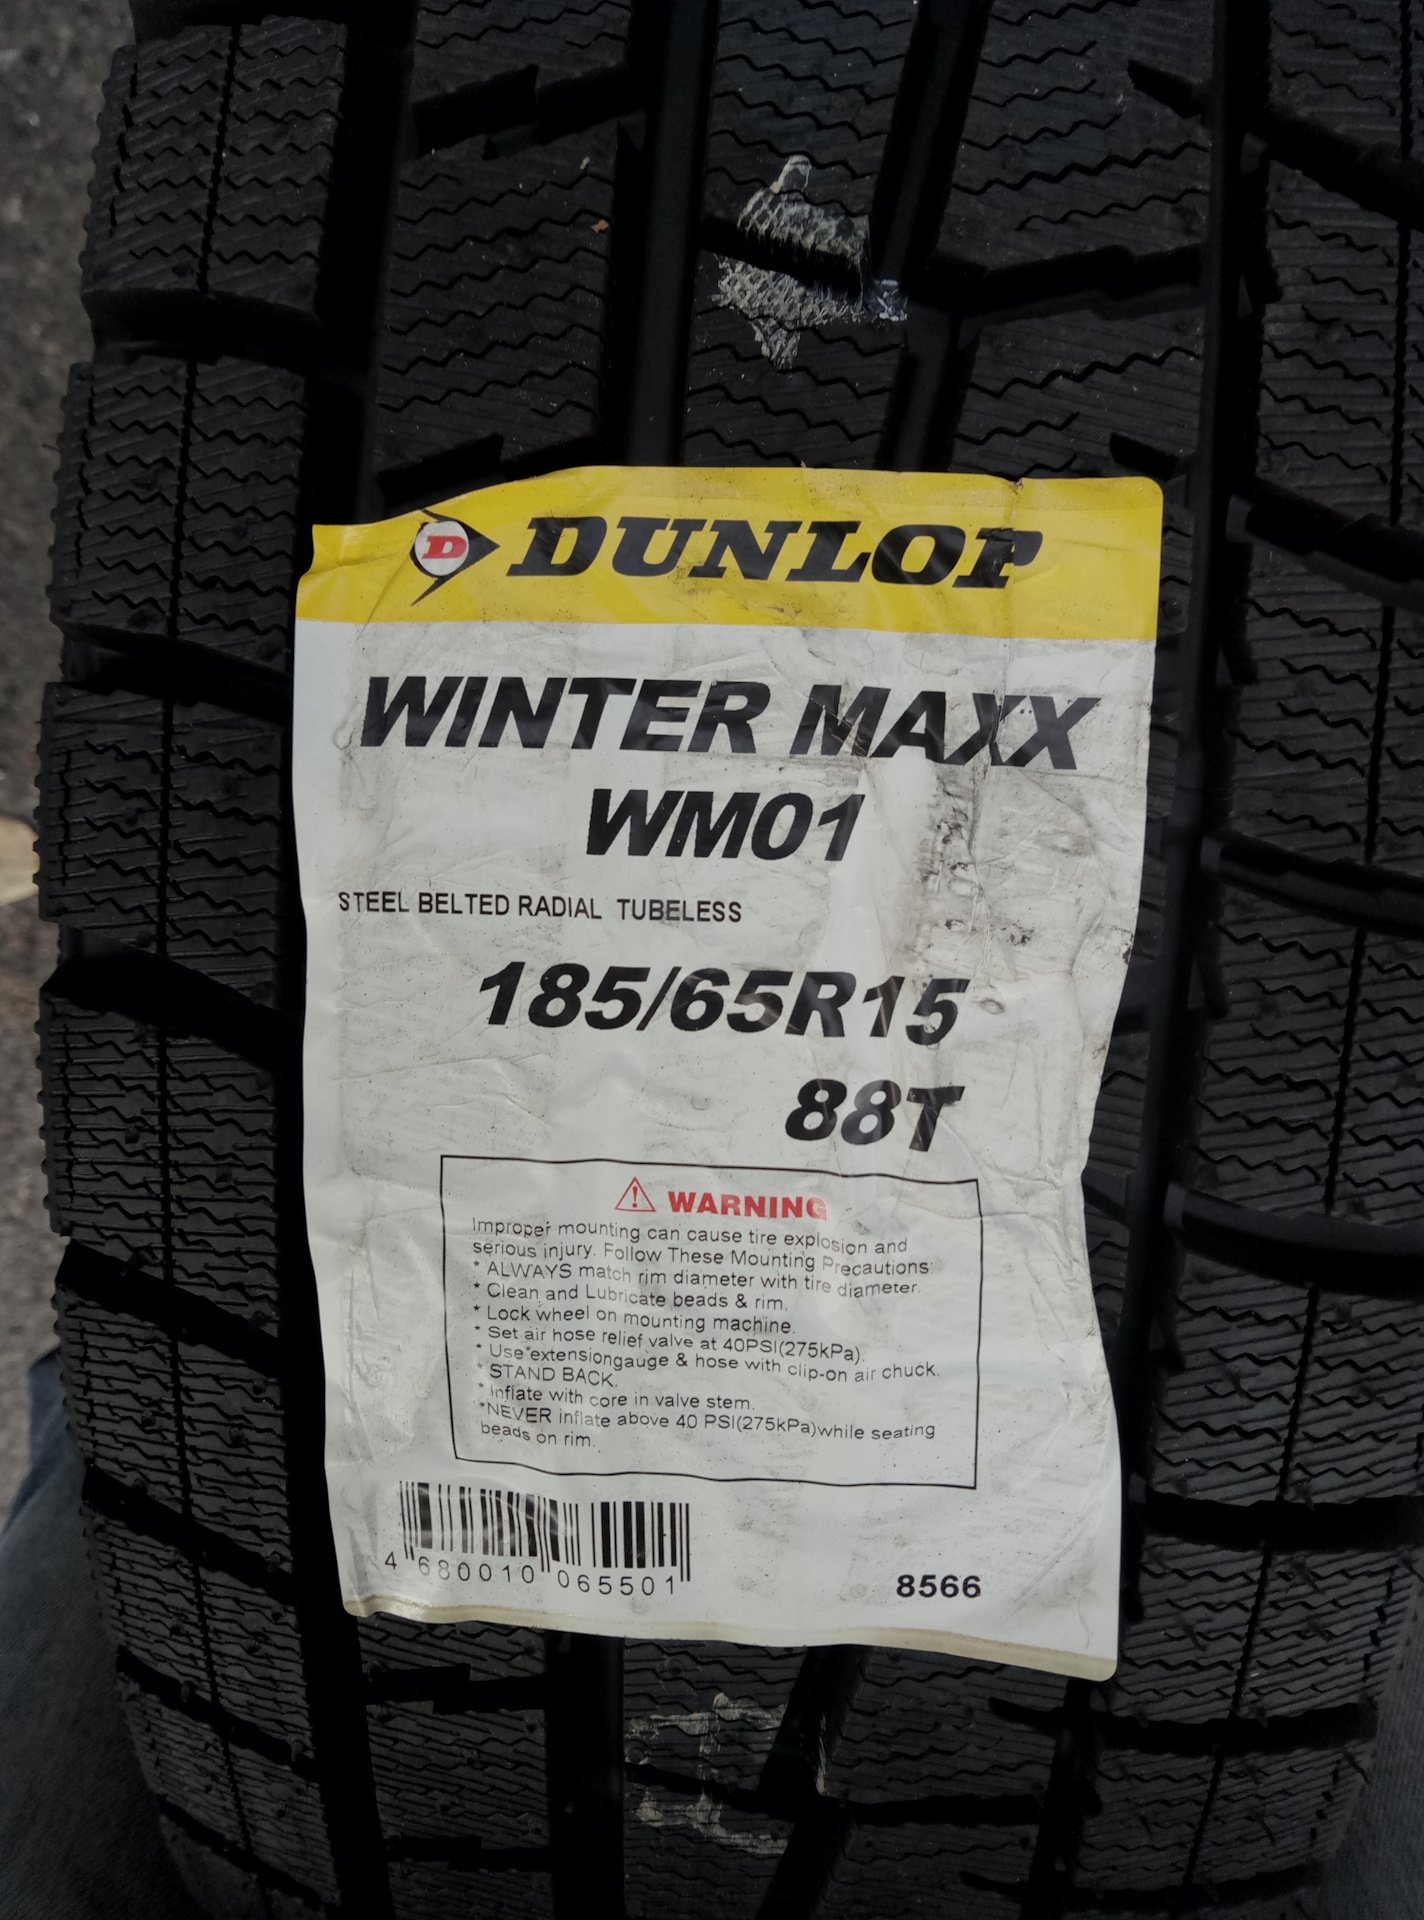 D DUNLOP
WINTER MAXX
WM01
STEEL BELTED RADIAL TUBELESS
185/65R15
88T
WARNING
Improper mounting can cause tire explosion and
serious injury. Follow These Mounting Precautions:
* ALWAYS match rim diameter with tire diameter.
* Clean and Lubricate beads & rim.
* Lock wheel on mounting machine.
* Set air hose relief valve at 40PSI(275kPa).
* Use extensiongauge & hose with clip-on air chuck.
* STAND BACK.
* Inflate with core in valve stem.
*NEVER inflate above 40 PSI(275kPa)while seating
beads on rim.
4 680010 065501
8566